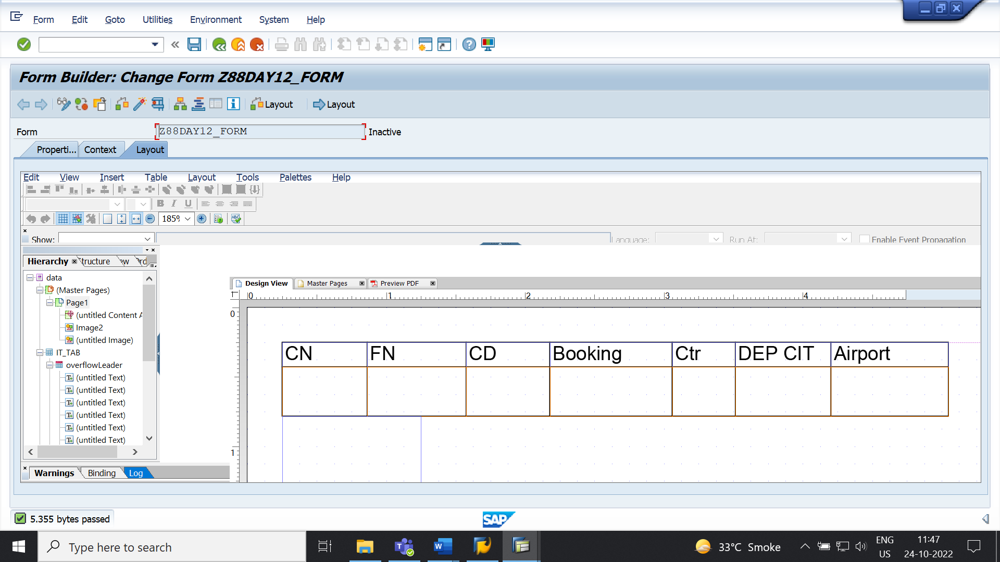 Form Edit Goto Utilities Environment System Help
Form Builder: Change Form Z88DAY12_FORM
Layout Layout
Form Z88DAY12_FORM Inactive
Properti... Context Layout
Edit View Insert Table Layout Tools Palettes Help
B I U
185%
Show: Language: Run At: Enable Event Propagation
Hierarchy tructure ew Ord
data
(Master Pages)
Page1
(untitled Content A
Image2
(untitled Image)
IT_TAB
overflowLeader
(untitled Text)
(untitled Text)
(untitled Text)
(untitled Text)
(untitled Text)
(untitled Text)
Warnings Binding Log
Design View Master Pages Preview PDF
0 1 2 3 4
0
CN FN CD Booking Ctr DEP CIT Airport
1
5.355 bytes passed
SAP
Type here to search
33°C Smoke
ENG
US
11:47
24-10-2022